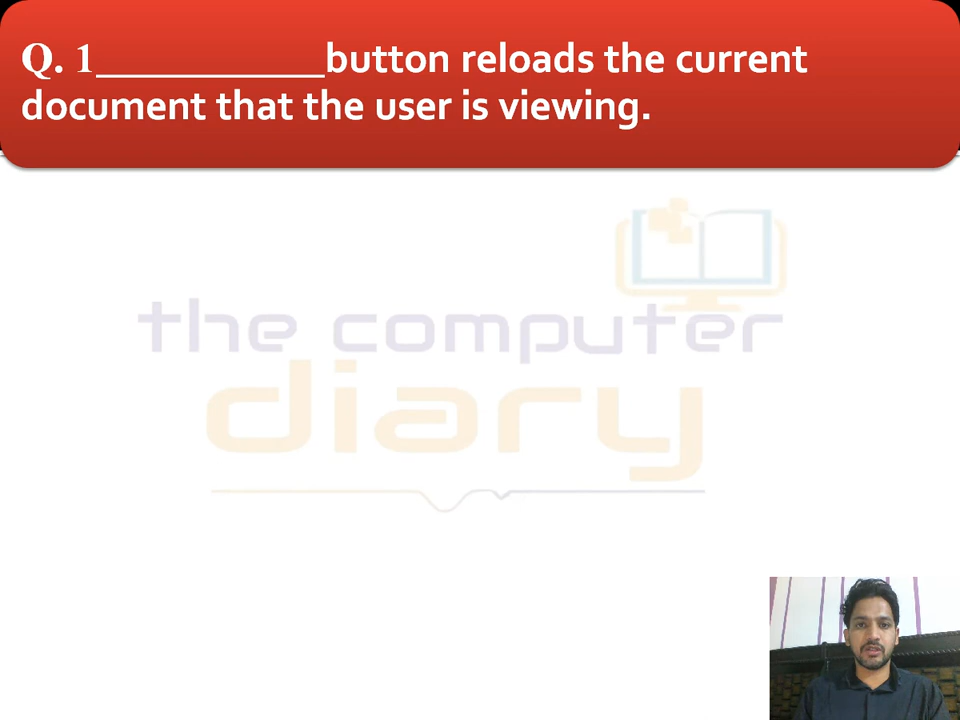 Q. 1___________button reloads the current
document that the user is viewing.
the computer
diary